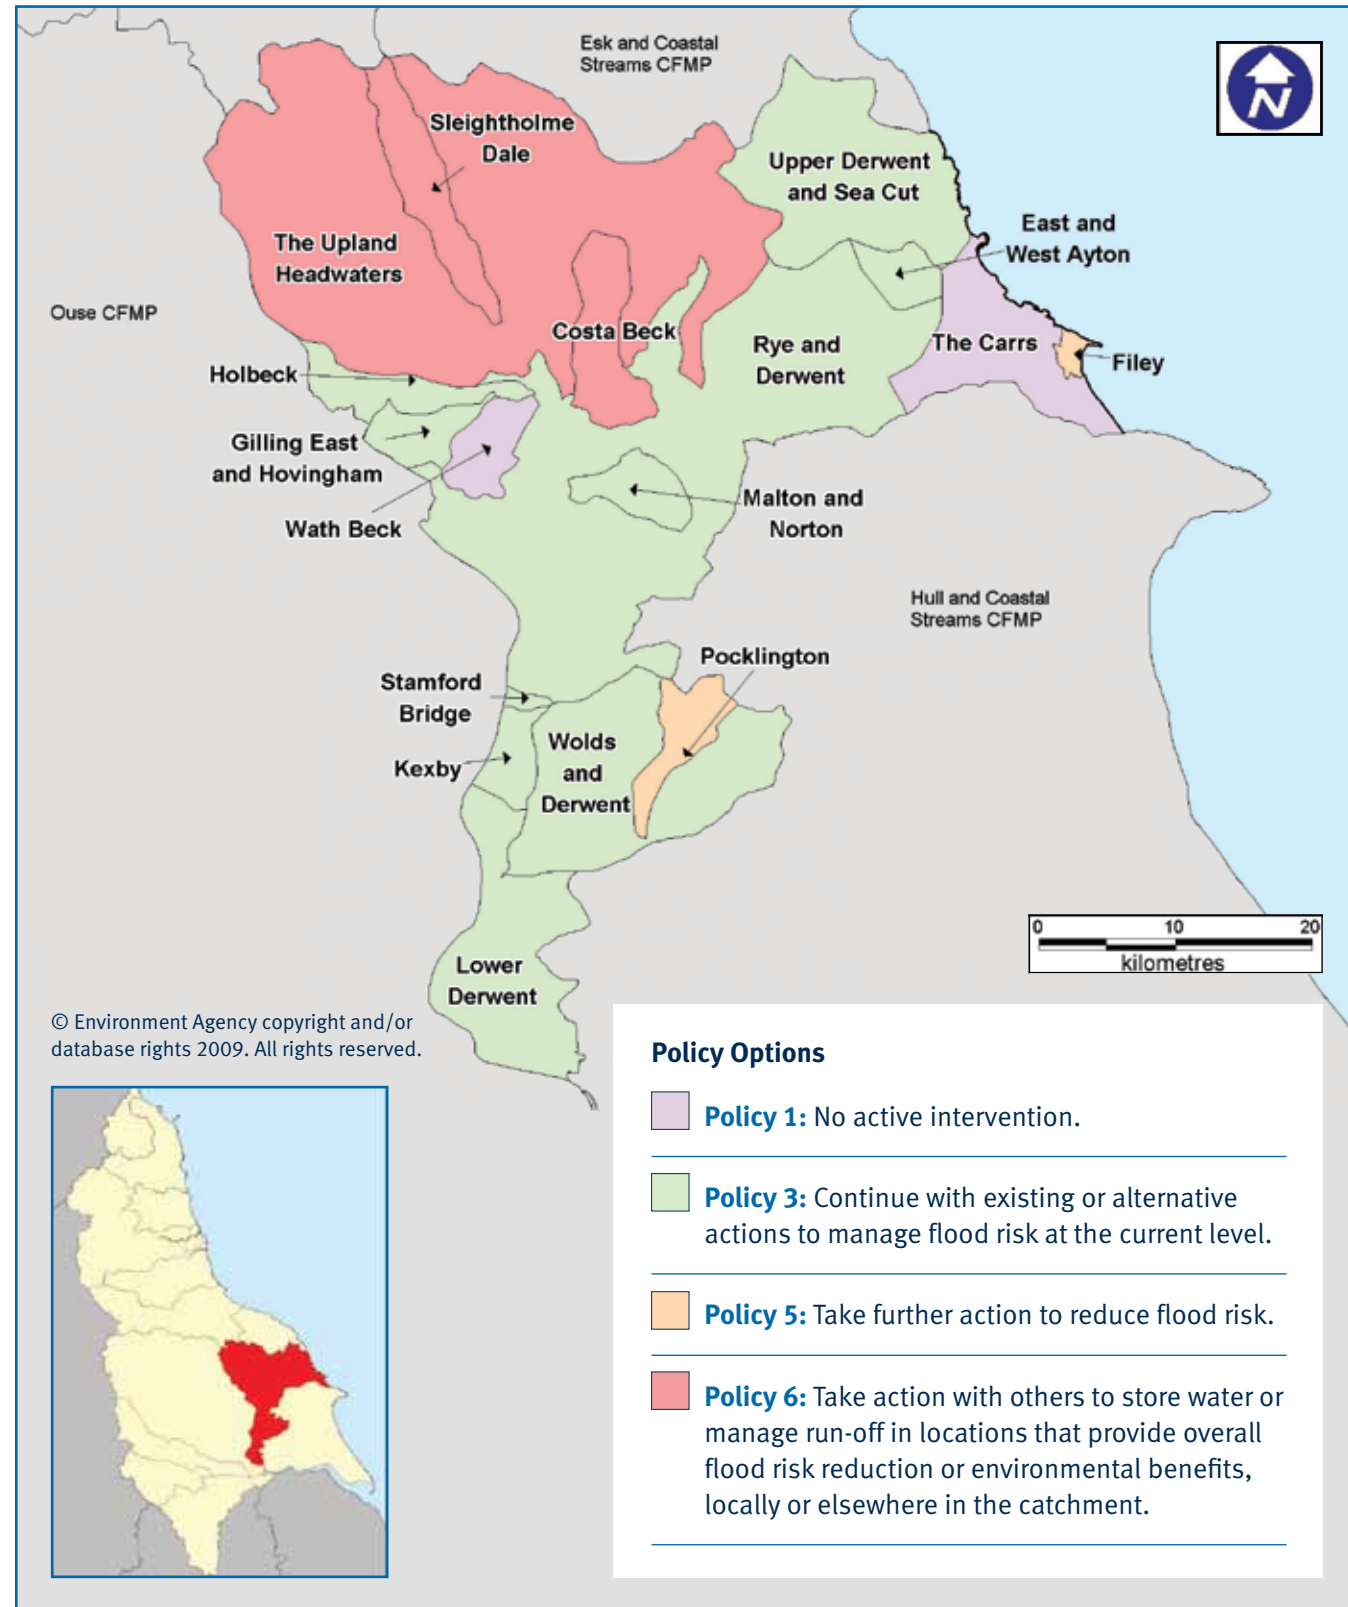 Esk and Coastal
Streams CFMP
N
Sleightholme
Dale
Upper Derwent
and Sea Cut
East and
West Ayton
The Upland
Headwaters
Ouse CFMP
Costa Beck
Rye and
Derwent
The Carrs
Filey
Holbeck
Gilling East
and Hovingham
Wath Beck
Malton and
Norton
Hull and Coastal
Streams CFMP
Pocklington
Stamford
Bridge
Kexby
Wolds
and
Derwent
0 10 20
kilometres
Lower
Derwent
© Environment Agency copyright and/or
database rights 2009. All rights reserved.
Policy Options
Policy 1: No active intervention.
Policy 3: Continue with existing or alternative
actions to manage flood risk at the current level.
Policy 5: Take further action to reduce flood risk.
Policy 6: Take action with others to store water or
manage run-off in locations that provide overall
flood risk reduction or environmental benefits,
locally or elsewhere in the catchment.